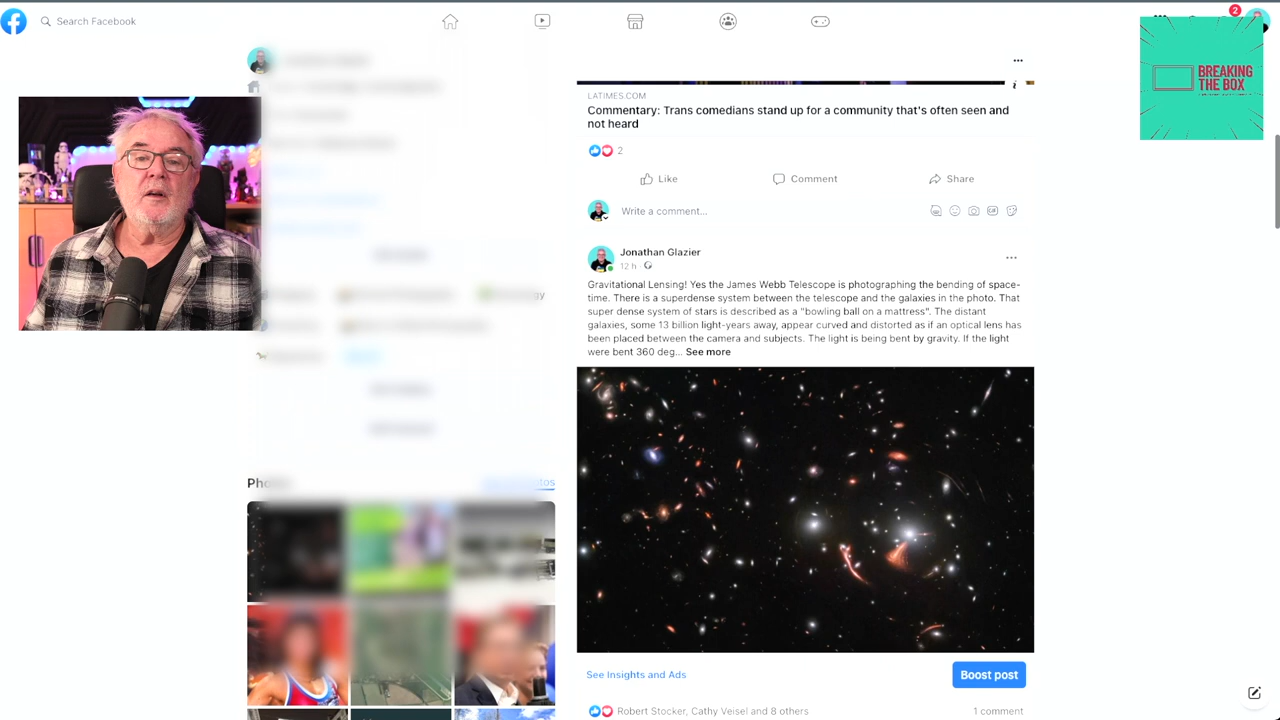 Search Facebook
2
BREAKING
THE BOX
LATIMES.COM
Commentary: Trans comedians stand up for a community that's often seen and
not heard
2
Like
Comment
Share
Write a comment...
Jonathan Glazier
12 h
Gravitational Lensing! Yes the James Webb Telescope is photographing the bending of space-
time. There is a superdense system between the telescope and the galaxies in the photo. That
super dense system of stars is described as a "bowling ball on a mattress". The distant
galaxies, some 13 billion light-years away, appear curved and distorted as if an optical lens has
been placed between the camera and subjects. The light is being bent by gravity. If the light
were bent 360 deg... See more
See Insights and Ads
Boost post
Robert Stocker, Cathy Veisel and 8 others
1 comment